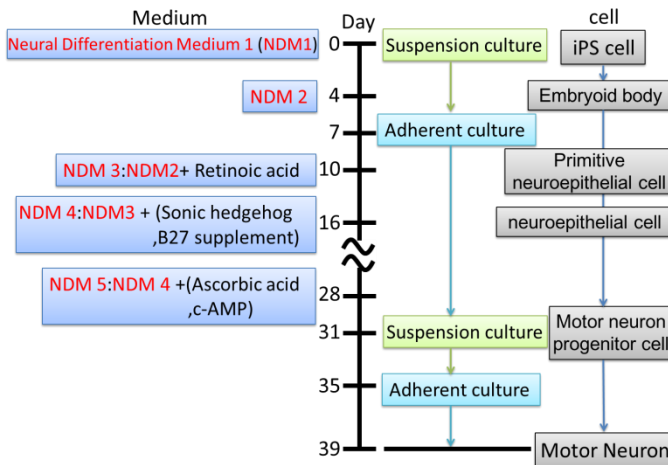 Medium
Day
cell
Neural Differentiation Medium 1 (NDM1)
0
Suspension culture
iPS cell
NDM 2
4
Embryoid body
7
Adherent culture
NDM 3:NDM2+ Retinoic acid
10
Primitive
neuroepithelial cell
NDM 4:NDM3 + (Sonic hedgehog
,B27 supplement)
16
neuroepithelial cell
NDM 5:NDM 4 +(Ascorbic acid
,c-AMP)
28
31
Suspension culture
Motor neuron
progenitor cell
35
Adherent culture
39
Motor Neuron